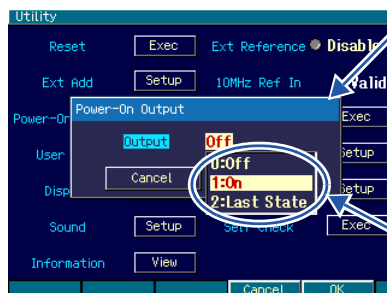 Utility
Reset Exec Ext Reference Disable
Ext Add Setup 10MHz Ref In Valid
Power-On Output
Power-On Exec
Output Off
0:Off
User Setup
1:On
Cancel
Disp Setup
2:Last State
Sound Setup Self Check Exec
Information View
Cancel OK